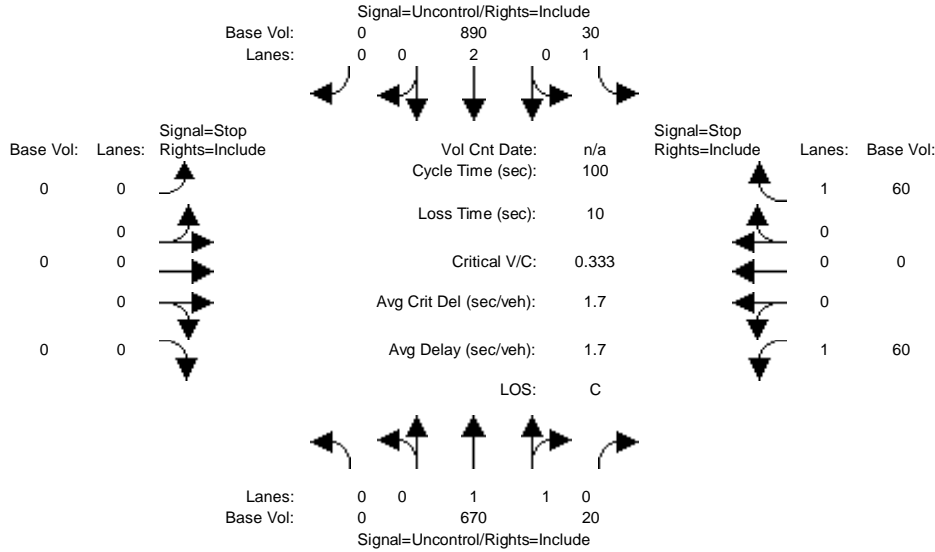 Signal=Uncontrol/Rights=Include
Base Vol: 0 890 30
Lanes: 0 0 2 0 1
Signal=Stop Signal=Stop
Base Vol: Lanes: Rights=Include Vol Cnt Date: n/a Rights=Include Lanes: Base Vol:
Cycle Time (sec): 100
0 0 1 60
Loss Time (sec): 10
0 0
0 0 Critical V/C: 0.333 0 0
0 Avg Crit Del (sec/veh): 1.7 0
0 0 Avg Delay (sec/veh): 1.7 1 60
LOS: C
Lanes: 0 0 1 1 0
Base Vol: 0 670 20
Signal=Uncontrol/Rights=Include